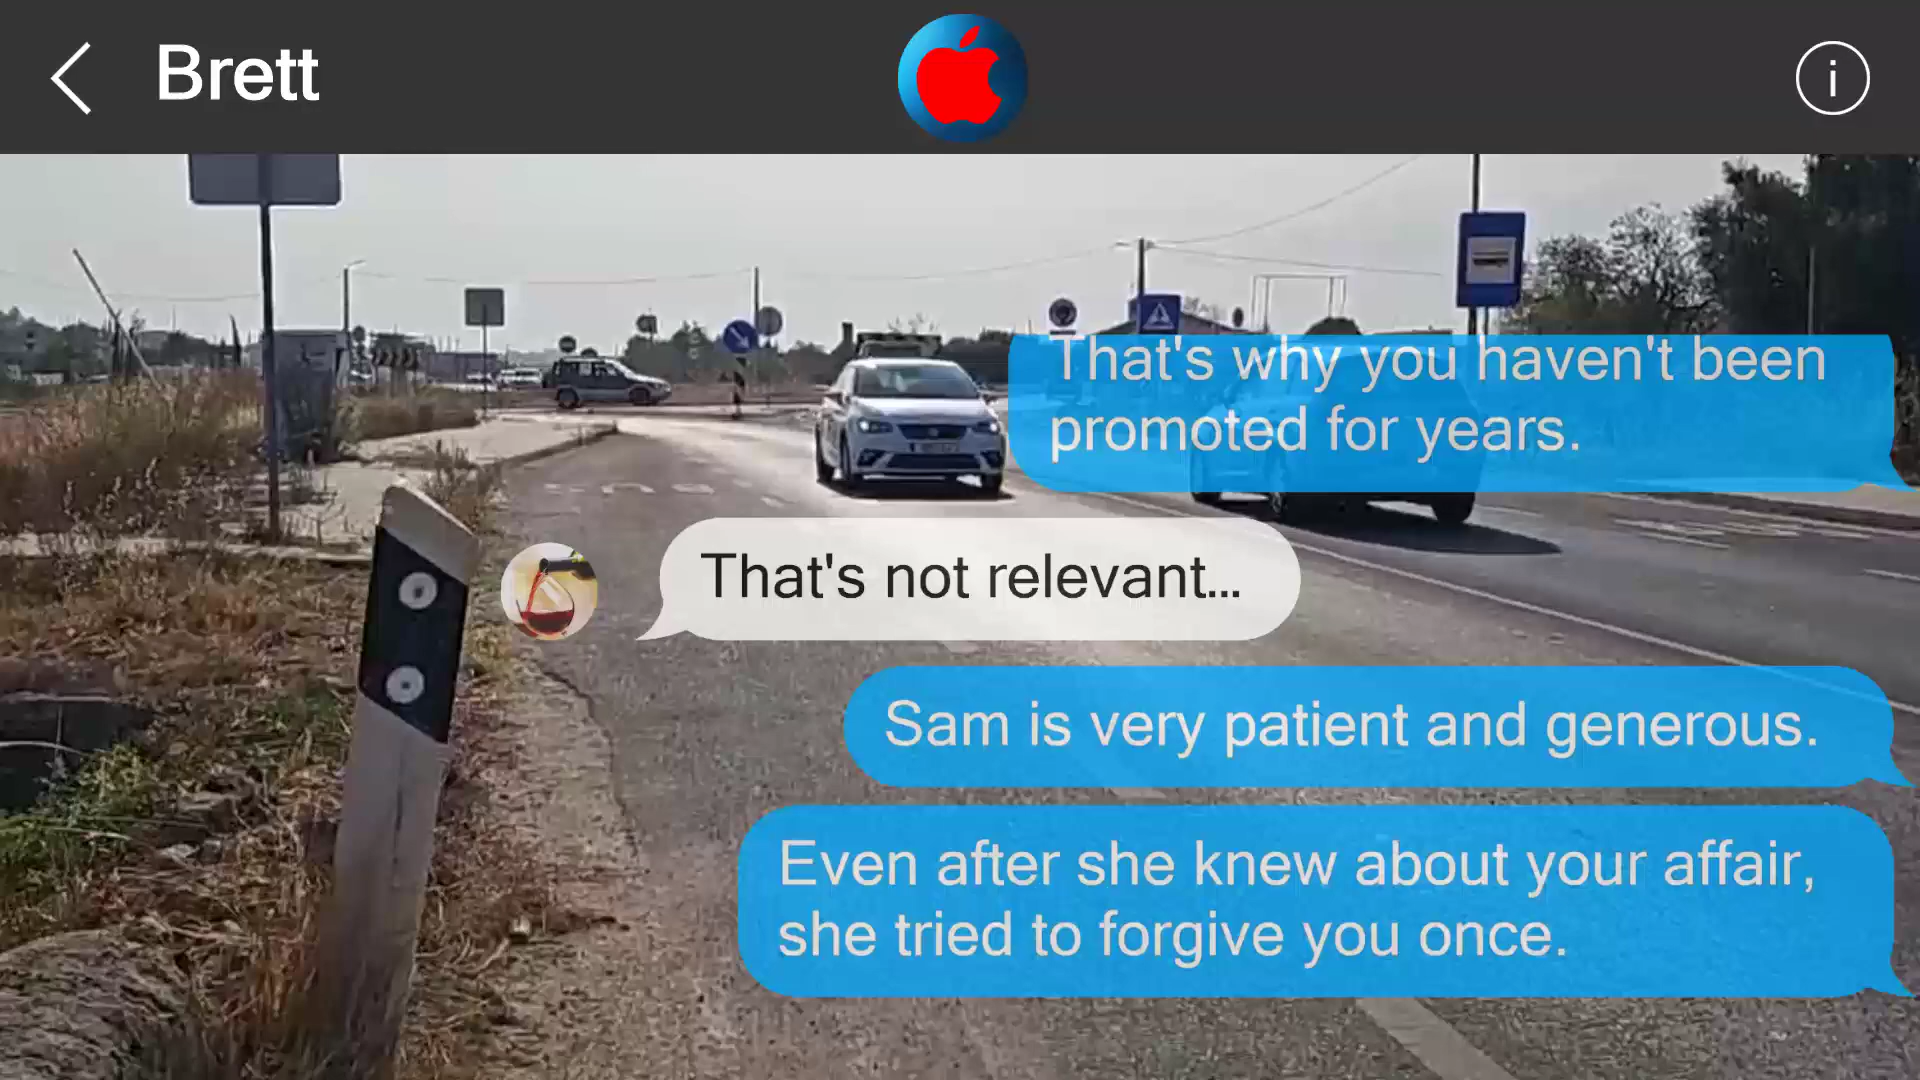 Brett
i
That's why you haven't been
promoted for years.
That's not relevant...
Sam is very patient and generous.
Even after she knew about your affair,
she tried to forgive you once.